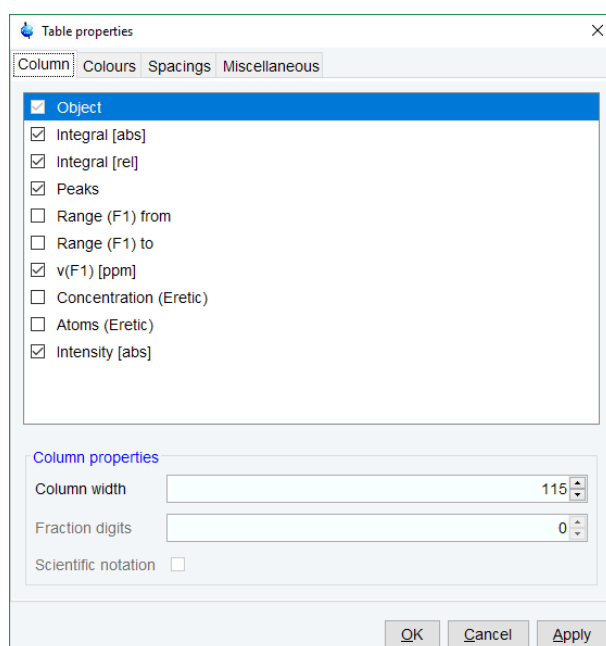 Table properties
Column Colours Spacings Miscellaneous
Object
Integral [abs]
Integral [rel]
Peaks
Range (F1) from
Range (F1) to
ν(F1) [ppm]
Concentration (Eretic)
Atoms (Eretic)
Intensity [abs]
Column properties
Column width 115
Fraction digits 0
Scientific notation
OK Cancel Apply